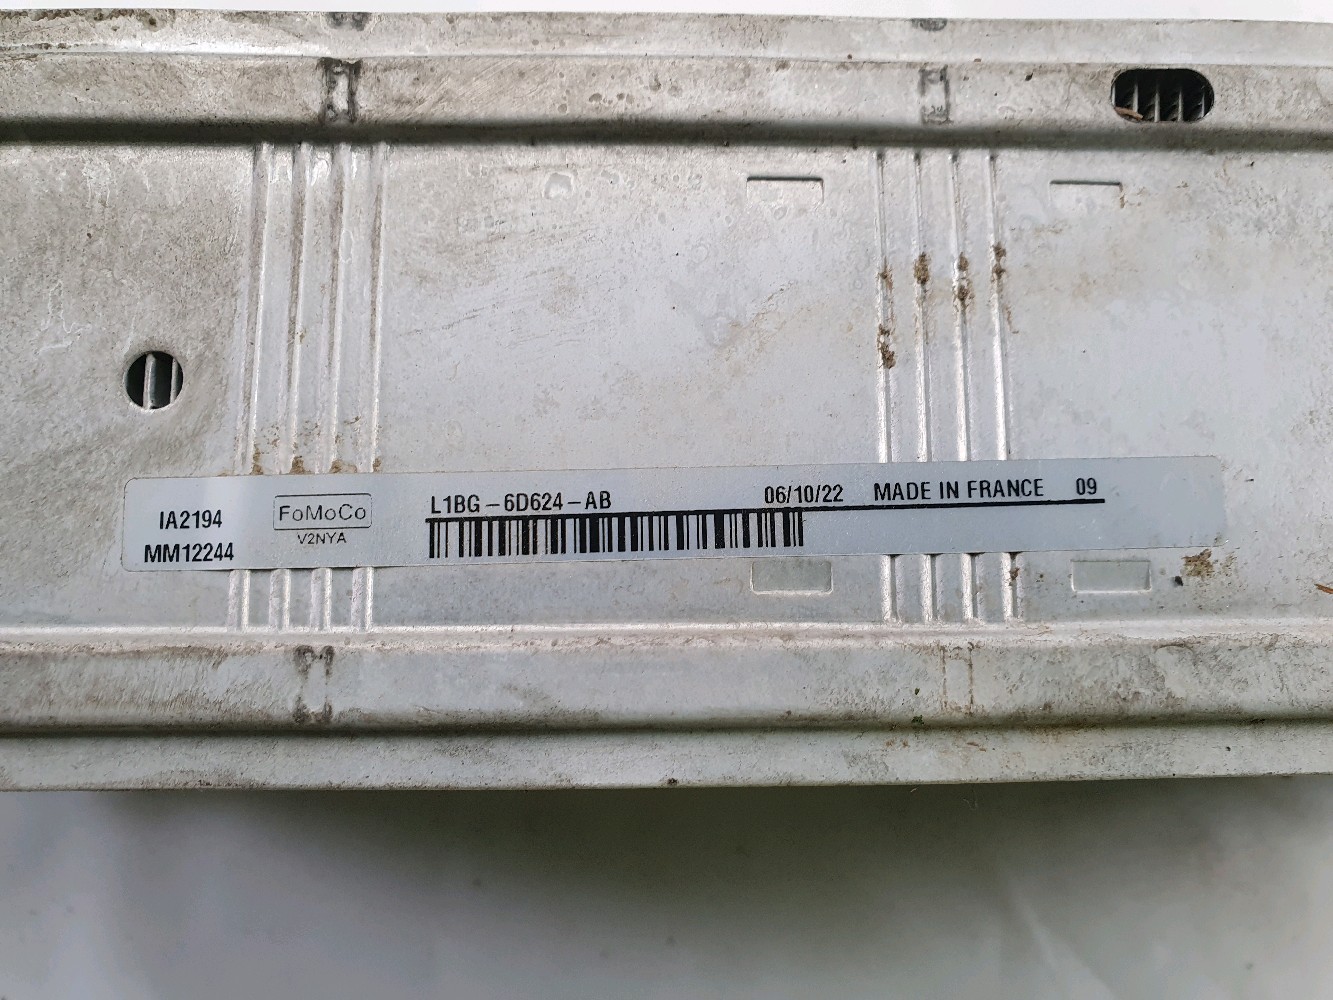 IA2194
MM12244
FoMoCo
V2NYA
L1BG-6D624-AB
06/10/22 MADE IN FRANCE 09